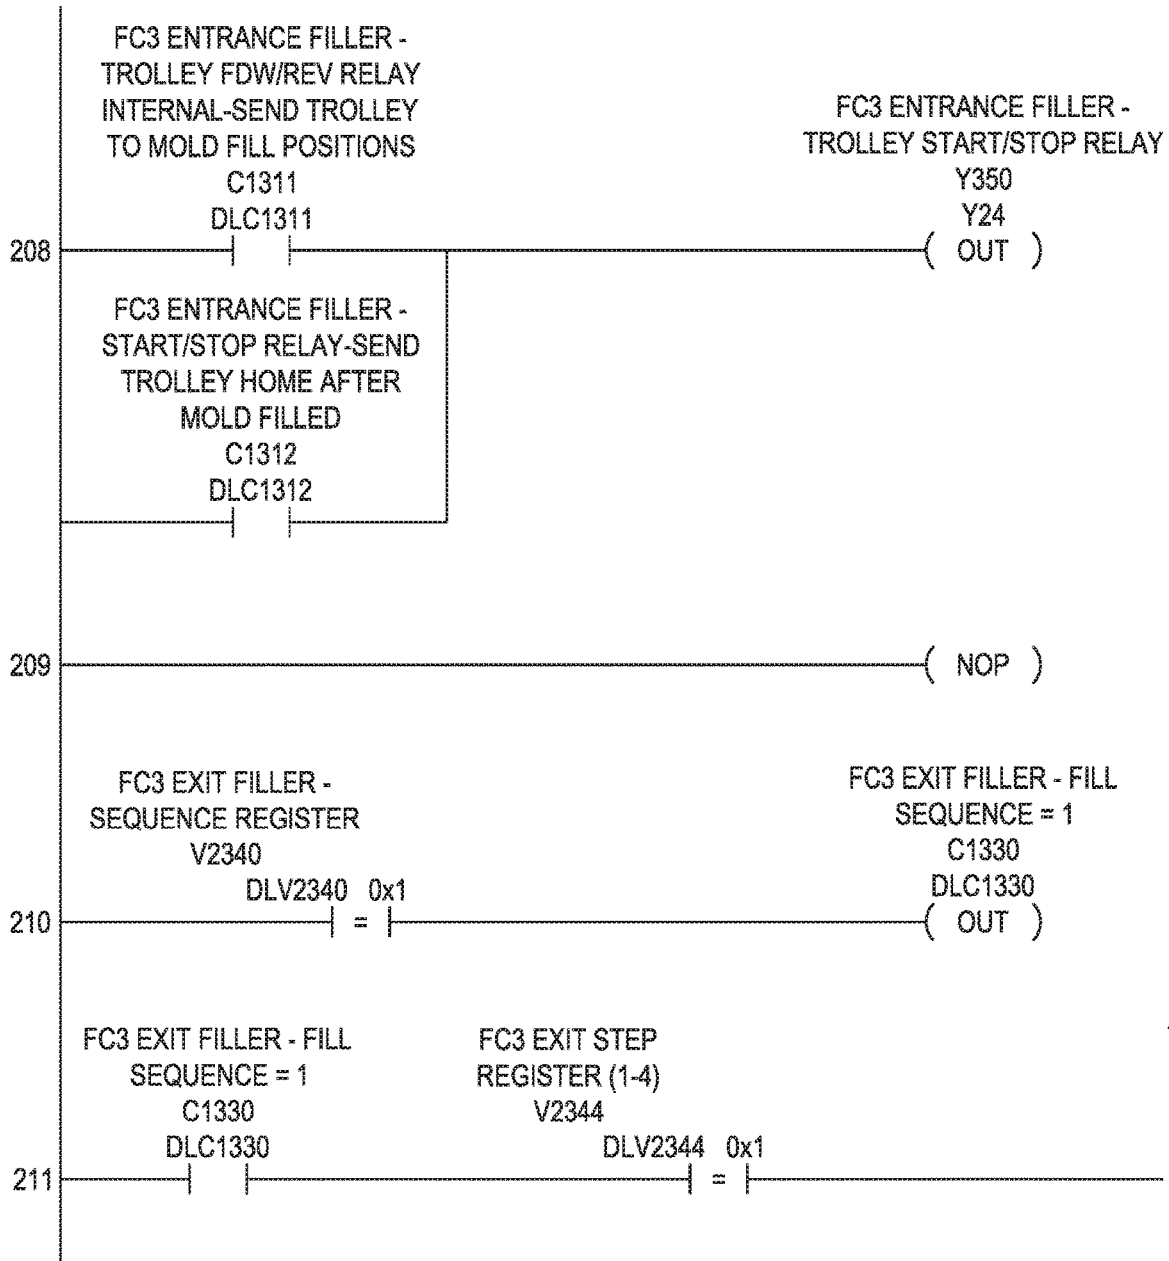 FC3 ENTRANCE FILLER -
TROLLEY FDW/REV RELAY
INTERNAL-SEND TROLLEY
TO MOLD FILL POSITIONS
C1311
DLC1311
FC3 ENTRANCE FILLER -
TROLLEY START/STOP RELAY
Y350
Y24
208
( OUT )
FC3 ENTRANCE FILLER -
START/STOP RELAY-SEND
TROLLEY HOME AFTER
MOLD FILLED
C1312
DLC1312
209
( NOP )
FC3 EXIT FILLER -
SEQUENCE REGISTER
V2340
DLV2340 0x1
FC3 EXIT FILLER - FILL
SEQUENCE = 1
C1330
DLC1330
210
=
( OUT )
FC3 EXIT FILLER - FILL
SEQUENCE = 1
C1330
DLC1330
FC3 EXIT STEP
REGISTER (1-4)
V2344
DLV2344 0x1
211
=